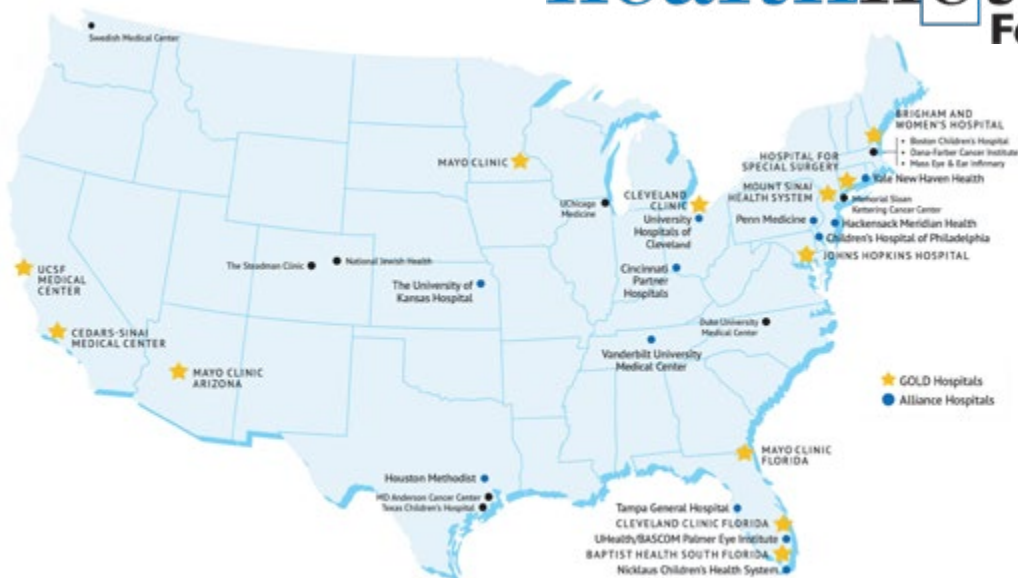 Swedish Medical Center
BRIGHAM AND
WOMEN'S HOSPITAL
• Boston Children's Hospital
• Dana-Farber Cancer Institute
• Mass Eye & Ear Infirmary
MAYO CLINIC
HOSPITAL FOR
SPECIAL SURGERY
Yale New Haven Health
MOUNT SINAI
HEALTH SYSTEM
Memorial Sloan
Kettering Cancer Center
CLEVELAND
CLINIC
UChicago
Medicine
University
Hospitals of
Cleveland
Penn Medicine
Hackensack Meridian Health
Children's Hospital of Philadelphia
JOHNS HOPKINS HOSPITAL
UCSF
MEDICAL
CENTER
The Steadman Clinic
National Jewish Health
Cincinnati
Partner
Hospitals
The University of
Kansas Hospital
CEDARS-SINAI
MEDICAL CENTER
Duke University
Medical Center
Vanderbilt University
Medical Center
MAYO CLINIC
ARIZONA
GOLD Hospitals
Alliance Hospitals
MAYO CLINIC
FLORIDA
Houston Methodist
MD Anderson Cancer Center
Texas Children's Hospital
Tampa General Hospital
CLEVELAND CLINIC FLORIDA
UHealth/BASCOM Palmer Eye Institute
BAPTIST HEALTH SOUTH FLORIDA
Nicklaus Children's Health System